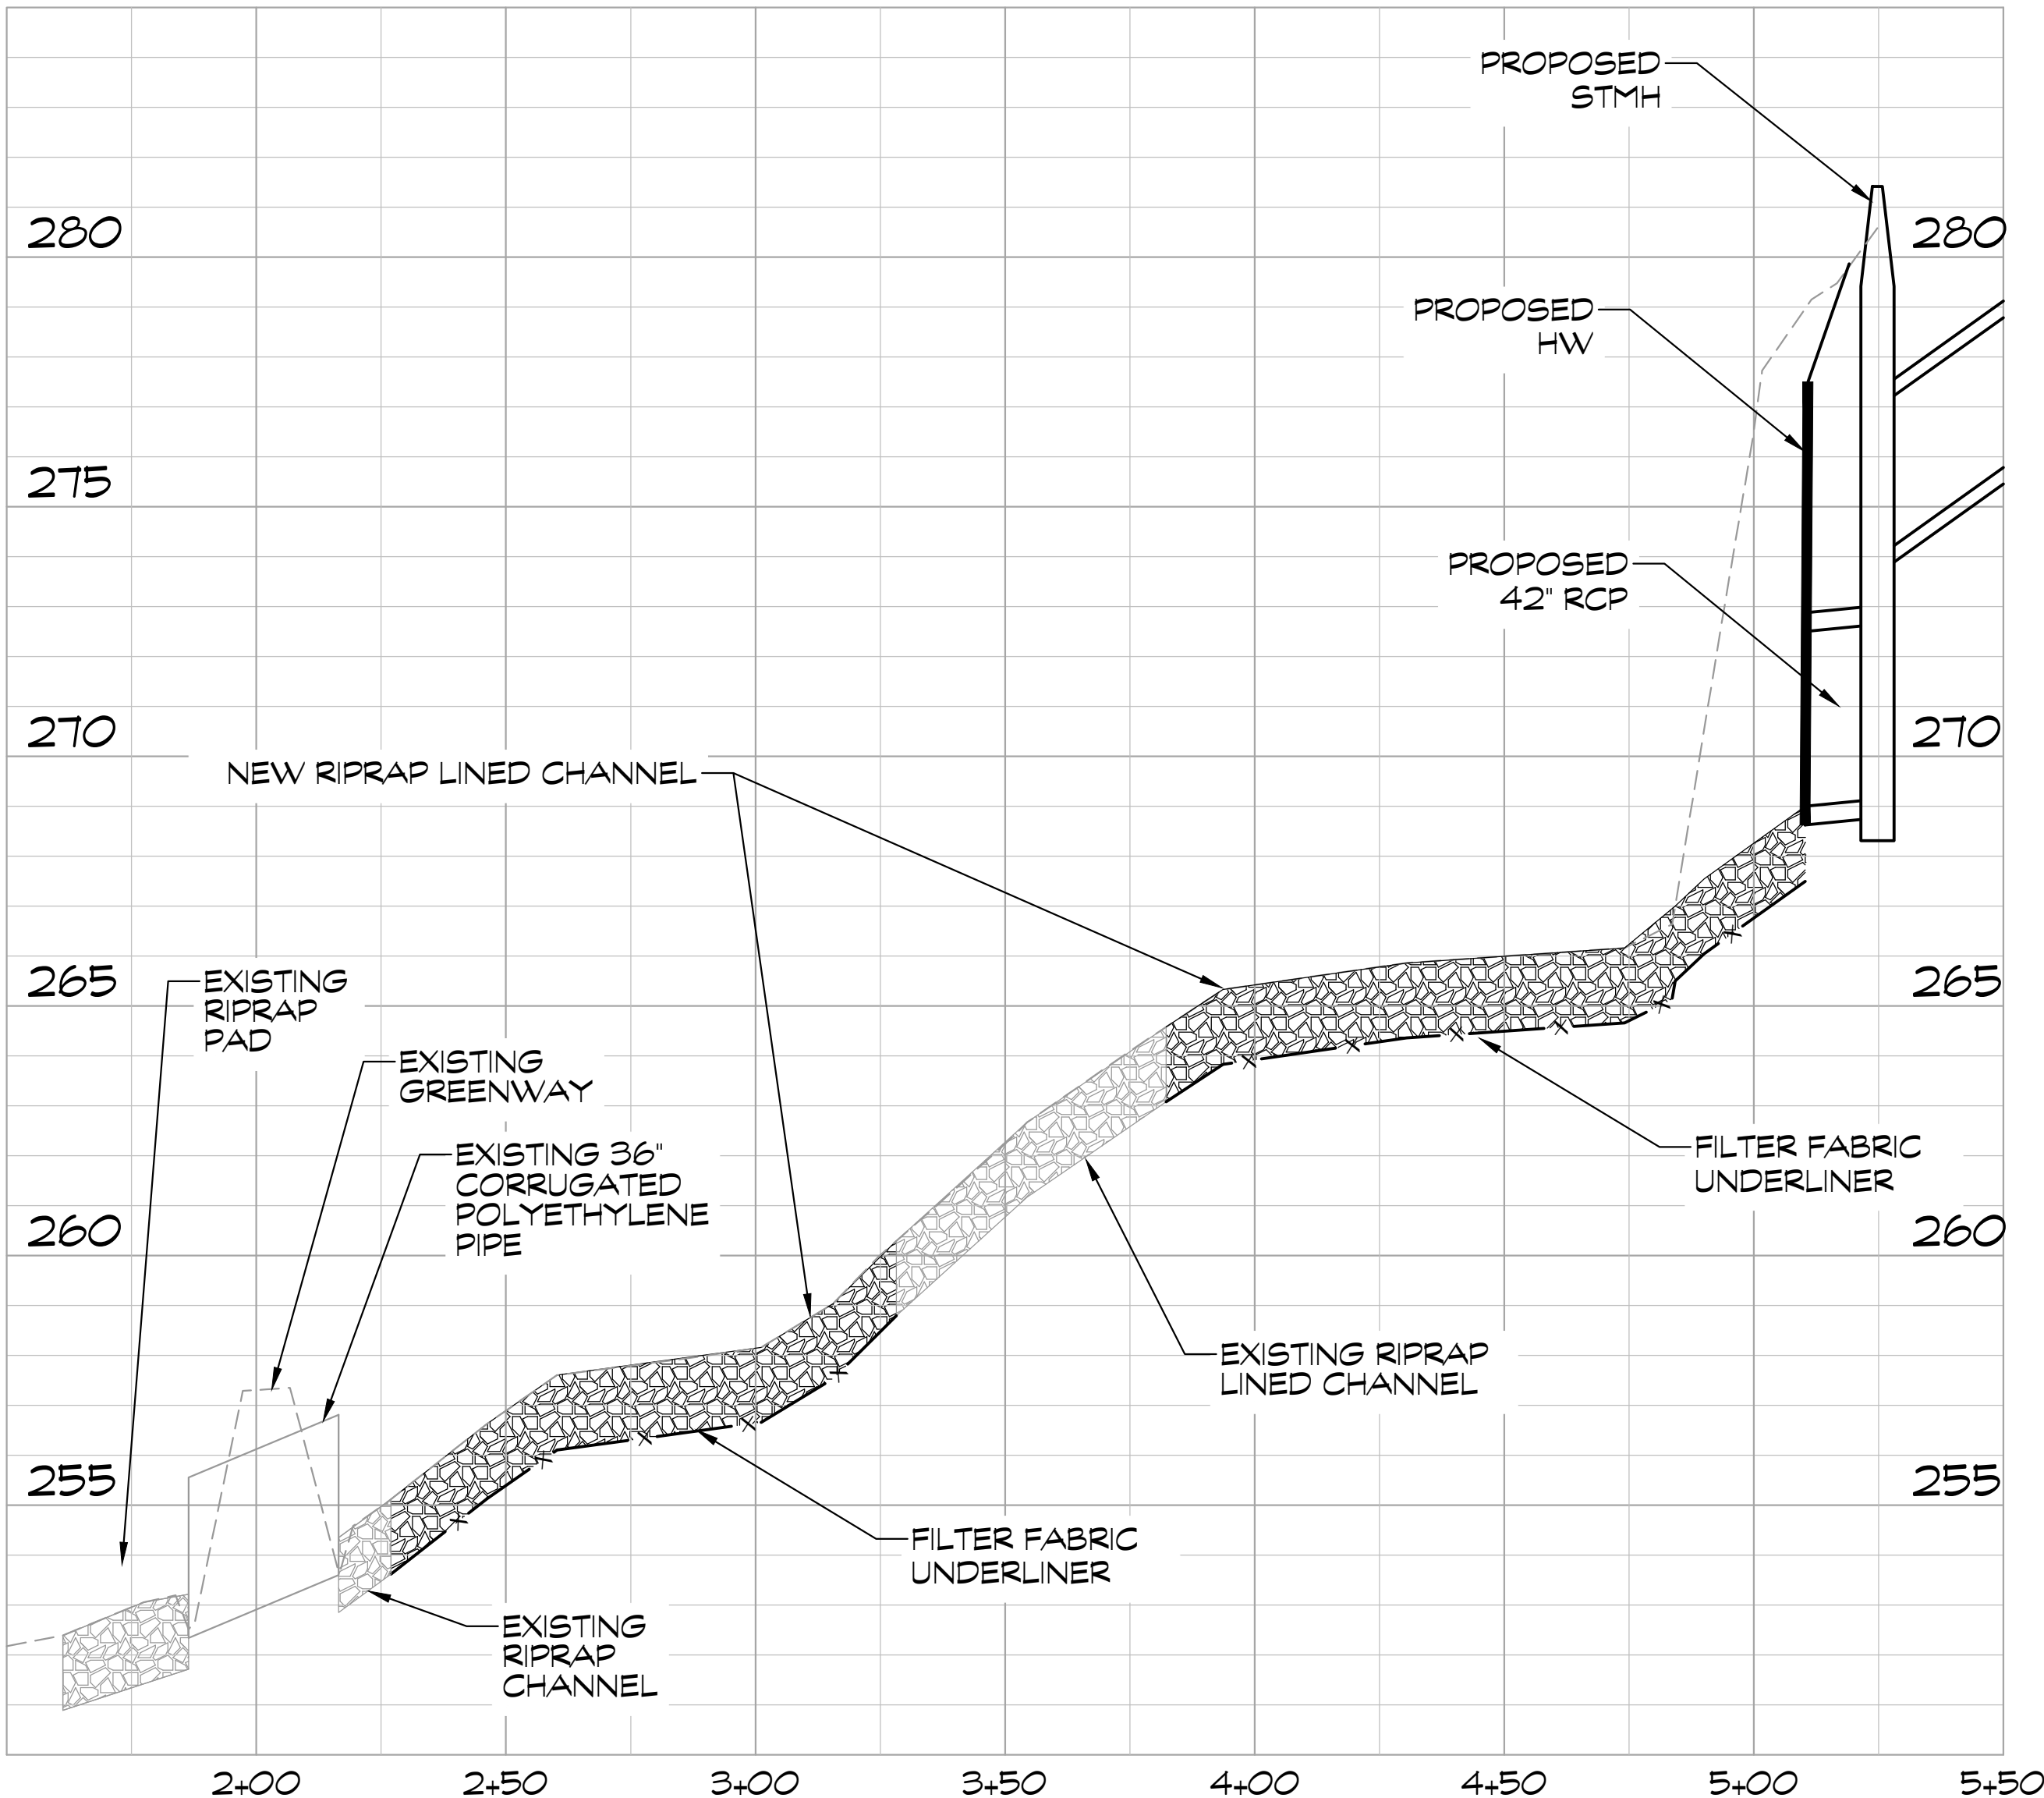 PROPOSED
STMH
280
280
PROPOSED
HW
275
PROPOSED
42" RCP
270
270
NEW RIPRAP LINED CHANNEL
265
EXISTING
RIPRAP
PAD
265
EXISTING
GREENWAY
EXISTING 36"
CORRUGATED
POLYETHYLENE
PIPE
FILTER FABRIC
UNDERLINER
260
260
EXISTING RIPRAP
LINED CHANNEL
255
255
FILTER FABRIC
UNDERLINER
EXISTING
RIPRAP
CHANNEL
2+00 2+50 3+00 3+50 4+00 4+50 5+00 5+50